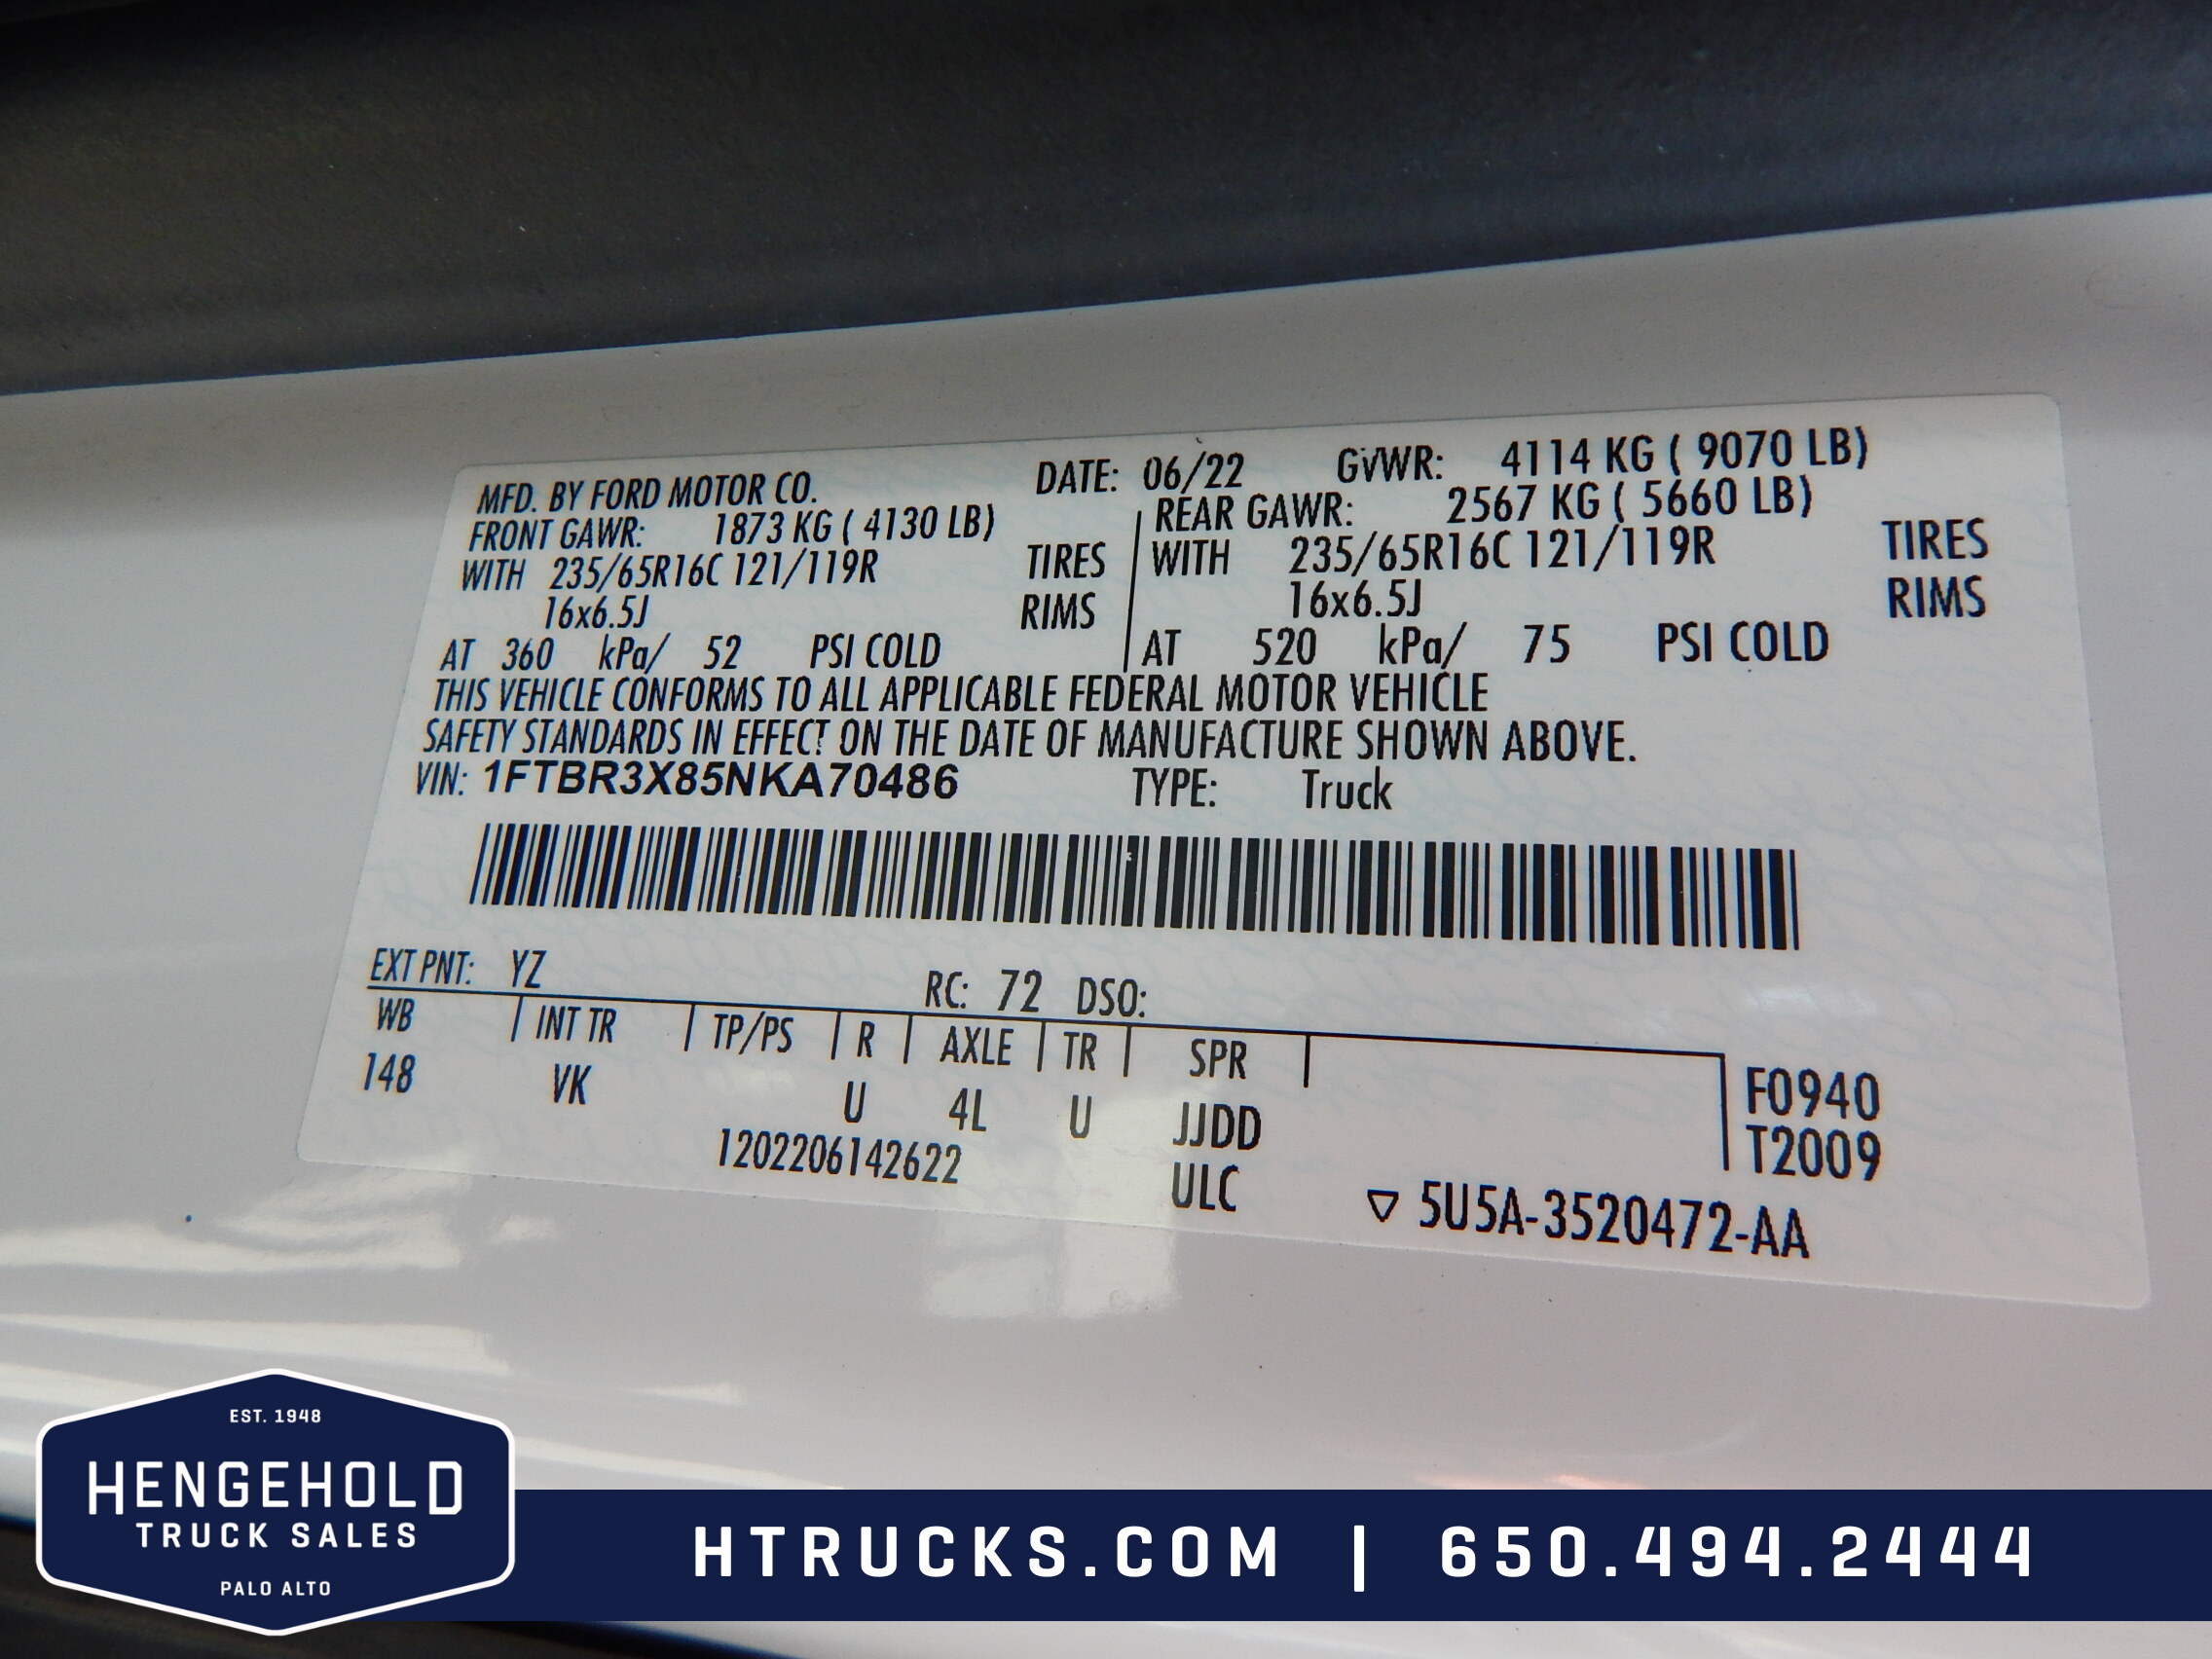 MFD. BY FORD MOTOR CO. DATE: 06/22 GVWR: 4114 KG ( 9070 LB)
FRONT GAWR: 1873 KG ( 4130 LB) REAR GAWR: 2567 KG ( 5660 LB)
WITH 235/65R16C 121/119R TIRES WITH 235/65R16C 121/119R TIRES
16x6.5J RIMS 16x6.5J RIMS
AT 360 kPa/ 52 PSI COLD AT 520 kPa/ 75 PSI COLD
THIS VEHICLE CONFORMS TO ALL APPLICABLE FEDERAL MOTOR VEHICLE
SAFETY STANDARDS IN EFFECT ON THE DATE OF MANUFACTURE SHOWN ABOVE.
VIN: 1FTBR3X85NKA70486 TYPE: Truck
EXT PNT: YZ RC: 72 DSO:
WB INT TR TP/PS R AXLE TR SPR F0940
148 VK U 4L U JJDD T2009
1202206142622 ULC ▽ 5U5A-3520472-AA
EST. 1948
HENGEHOLD
TRUCK SALES
PALO ALTO
HTRUCKS.COM | 650.494.2444